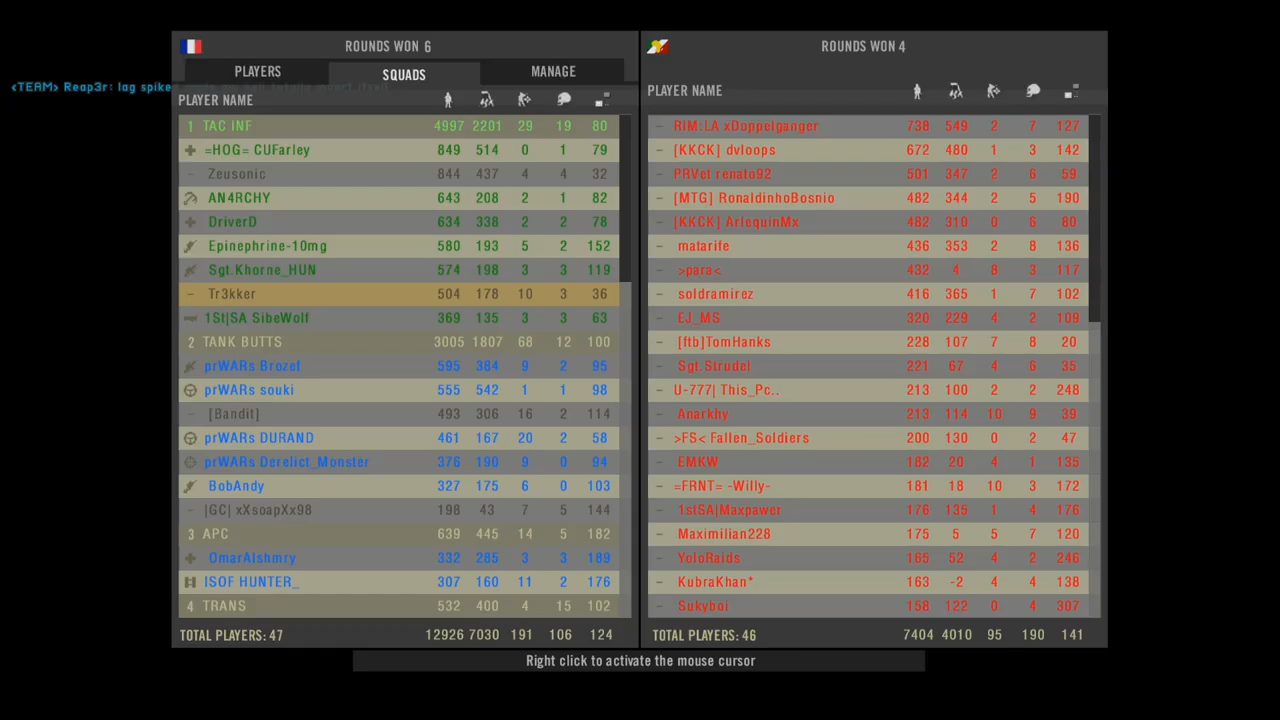 ROUNDS WON 6
PLAYERS SQUADS MANAGE
<TEAM> Reap3r: lag spike
PLAYER NAME
1 TAC INF 4997 2201 29 19 80
=HOG= CUFarley 849 514 0 1 79
- Zeusonic 844 437 4 4 32
AN4RCHY 643 208 2 1 82
DriverD 634 338 2 2 78
Epinephrine-10mg 580 193 5 2 152
Sgt.Khorne_HUN 574 198 3 3 119
- Tr3kker 504 178 10 3 36
1St|SA SibeWolf 369 135 3 3 63
2 TANK BUTTS 3005 1807 68 12 100
prWARs Brozef 595 384 9 2 95
prWARs souki 555 542 1 1 98
- [Bandit] 493 306 16 2 114
prWARs DURAND 461 167 20 2 58
prWARs Derelict_Monster 376 190 9 0 94
BobAndy 327 175 6 0 103
- |GC| xXsoapXx98 198 43 7 5 144
3 APC 639 445 14 5 182
OmarAlshmry 332 285 3 3 189
ISOF HUNTER_ 307 160 11 2 176
4 TRANS 532 400 4 15 102
TOTAL PLAYERS: 47 12926 7030 191 106 124
ROUNDS WON 4
PLAYER NAME
- RIM:LA xDoppelganger 738 549 2 7 127
- [KKCK] dvloops 672 480 1 3 142
- PRVet renato92 501 347 2 6 59
- [MTG] RonaldinhoBosnio 482 344 2 5 190
- [KKCK] ArlequinMx 482 310 0 6 80
- matarife 436 353 2 8 136
- >para< 432 4 8 3 117
- soldramirez 416 365 1 7 102
- EJ_MS 320 229 4 2 109
- [ftb]TomHanks 228 107 7 8 20
- Sgt.Strudel 221 67 4 6 35
- U-777| This_Pc.. 213 100 2 2 248
- Anarkhy 213 114 10 9 39
- >FS< Fallen_Soldiers 200 130 0 2 47
- EMKW 182 20 4 1 135
- =FRNT= -Willy- 181 18 10 3 172
- 1stSA|Maxpawer 176 135 1 4 176
- Maximilian228 175 5 5 7 120
- YoloRaids 165 52 4 2 246
- KubraKhan* 163 -2 4 4 138
- Sukyboi 158 122 0 4 307
TOTAL PLAYERS: 46 7404 4010 95 190 141
Right click to activate the mouse cursor